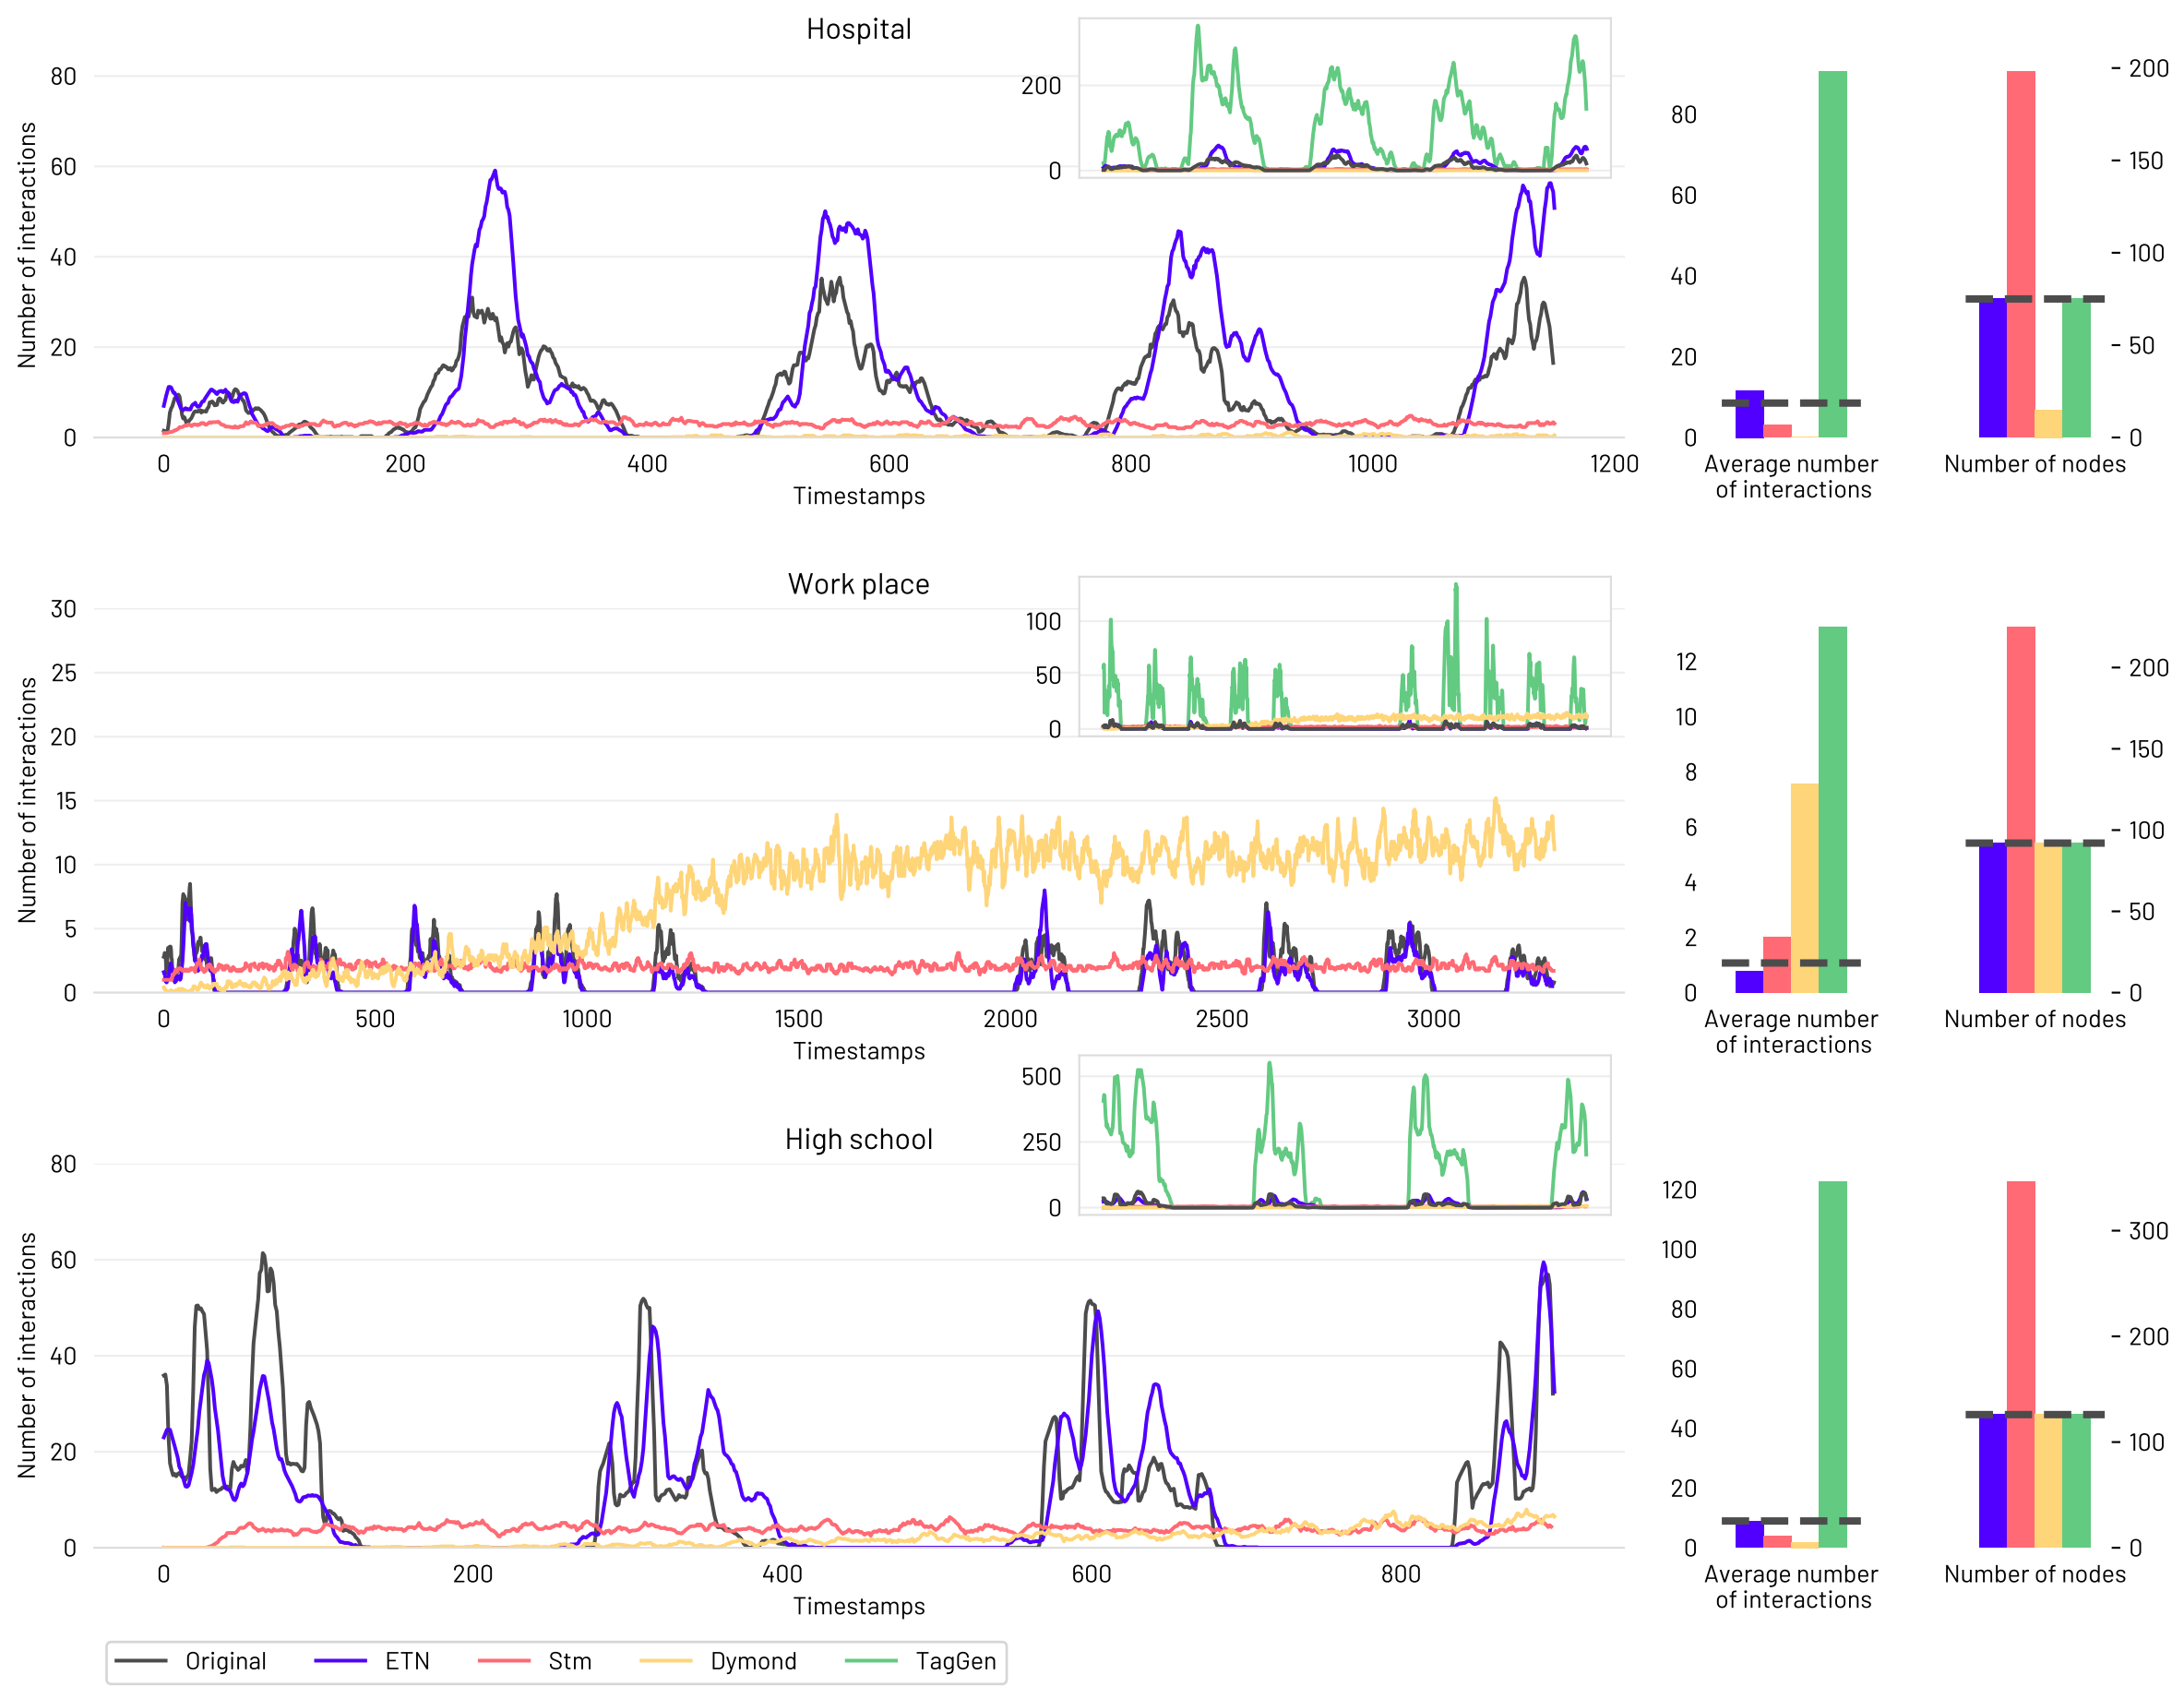 Hospital
Number of interactions
80
60
40
20
0
0 200 400 600 800 1000 1200
Timestamps
200
0
80
60
40
20
0
Average number
of interactions
200
150
100
50
0
Number of nodes
Work place
Number of interactions
30
25
20
15
10
5
0
0 500 1000 1500 2000 2500 3000
Timestamps
100
50
0
12
10
8
6
4
2
0
Average number
of interactions
200
150
100
50
0
Number of nodes
High school
Number of interactions
80
60
40
20
0
0 200 400 600 800
Timestamps
500
250
0
120
100
80
60
40
20
0
Average number
of interactions
300
200
100
0
Number of nodes
Original ETN Stm Dymond TagGen